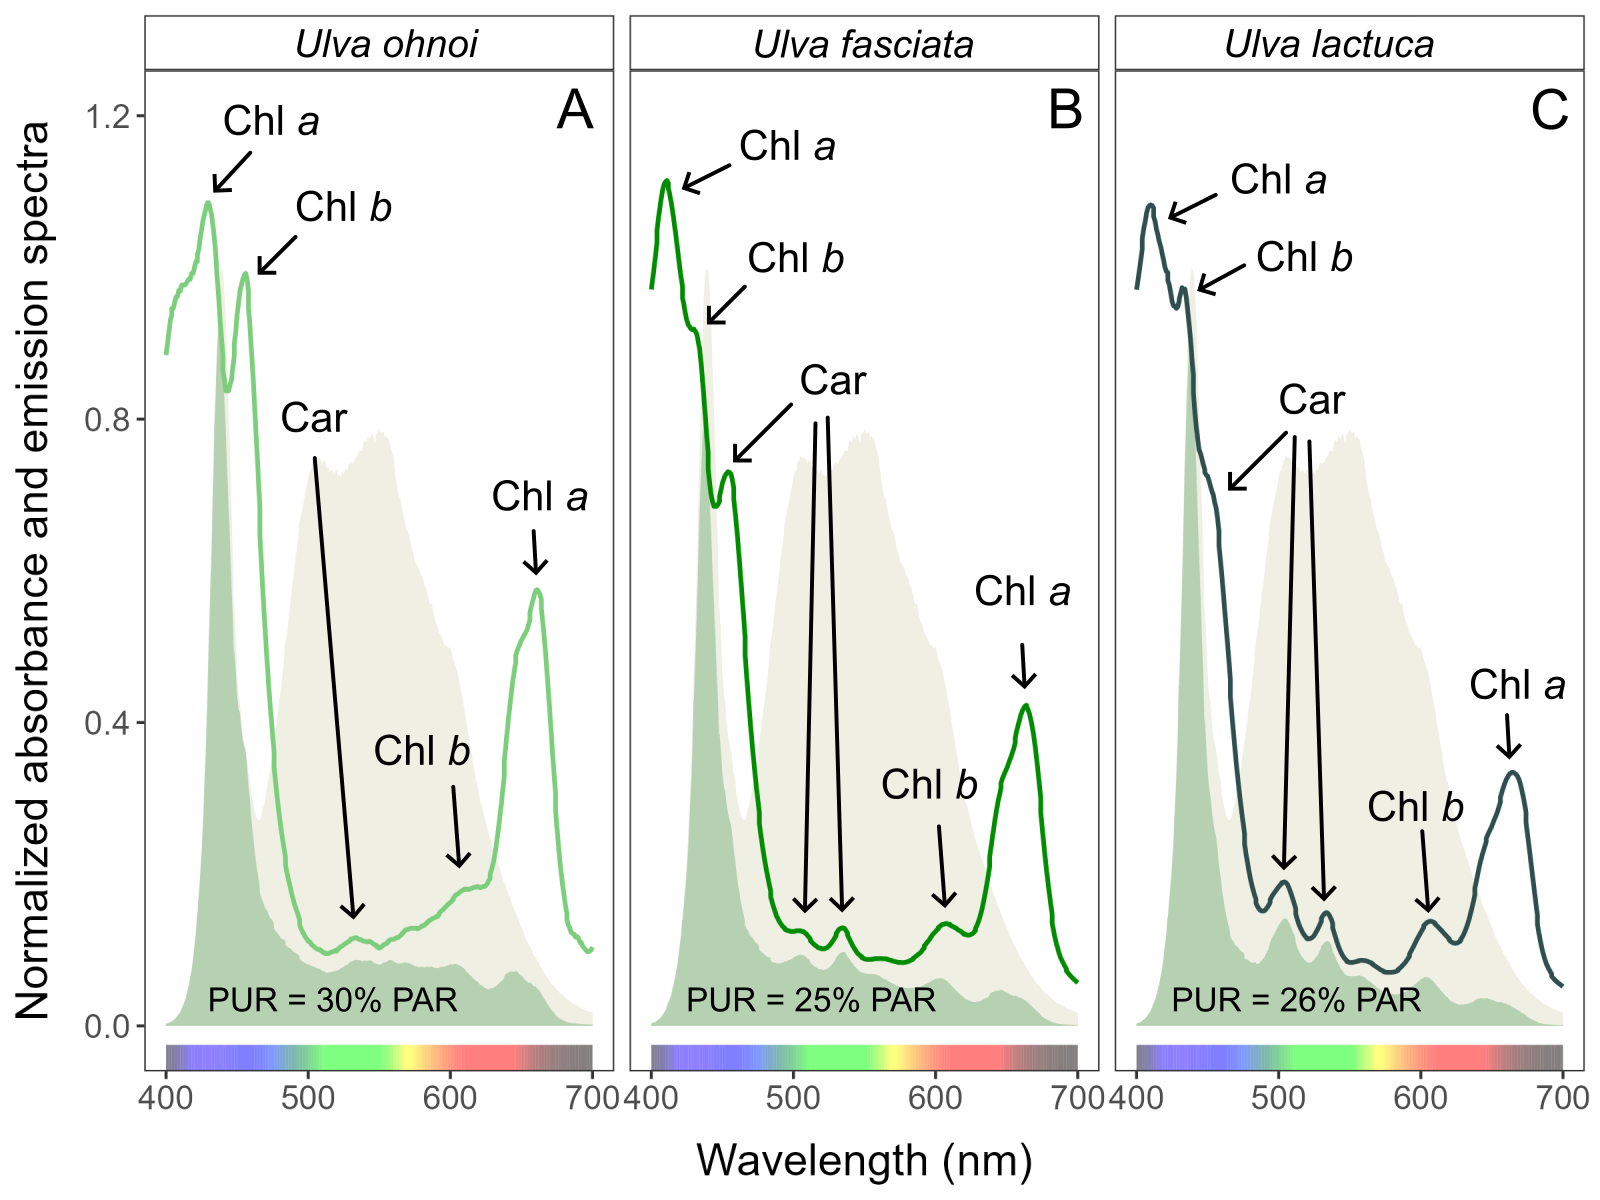 Ulva ohnoi
Ulva fasciata
Ulva lactuca
Normalized absorbance and emission spectra
1.2
0.8
0.4
0.0
A
Chl a
Chl b
Car
Chl a
Chl b
PUR = 30% PAR
400
500
600
700
B
Chl a
Chl b
Car
Chl a
Chl b
PUR = 25% PAR
400
500
600
700
C
Chl a
Chl b
Car
Chl a
Chl b
PUR = 26% PAR
400
500
600
700
Wavelength (nm)